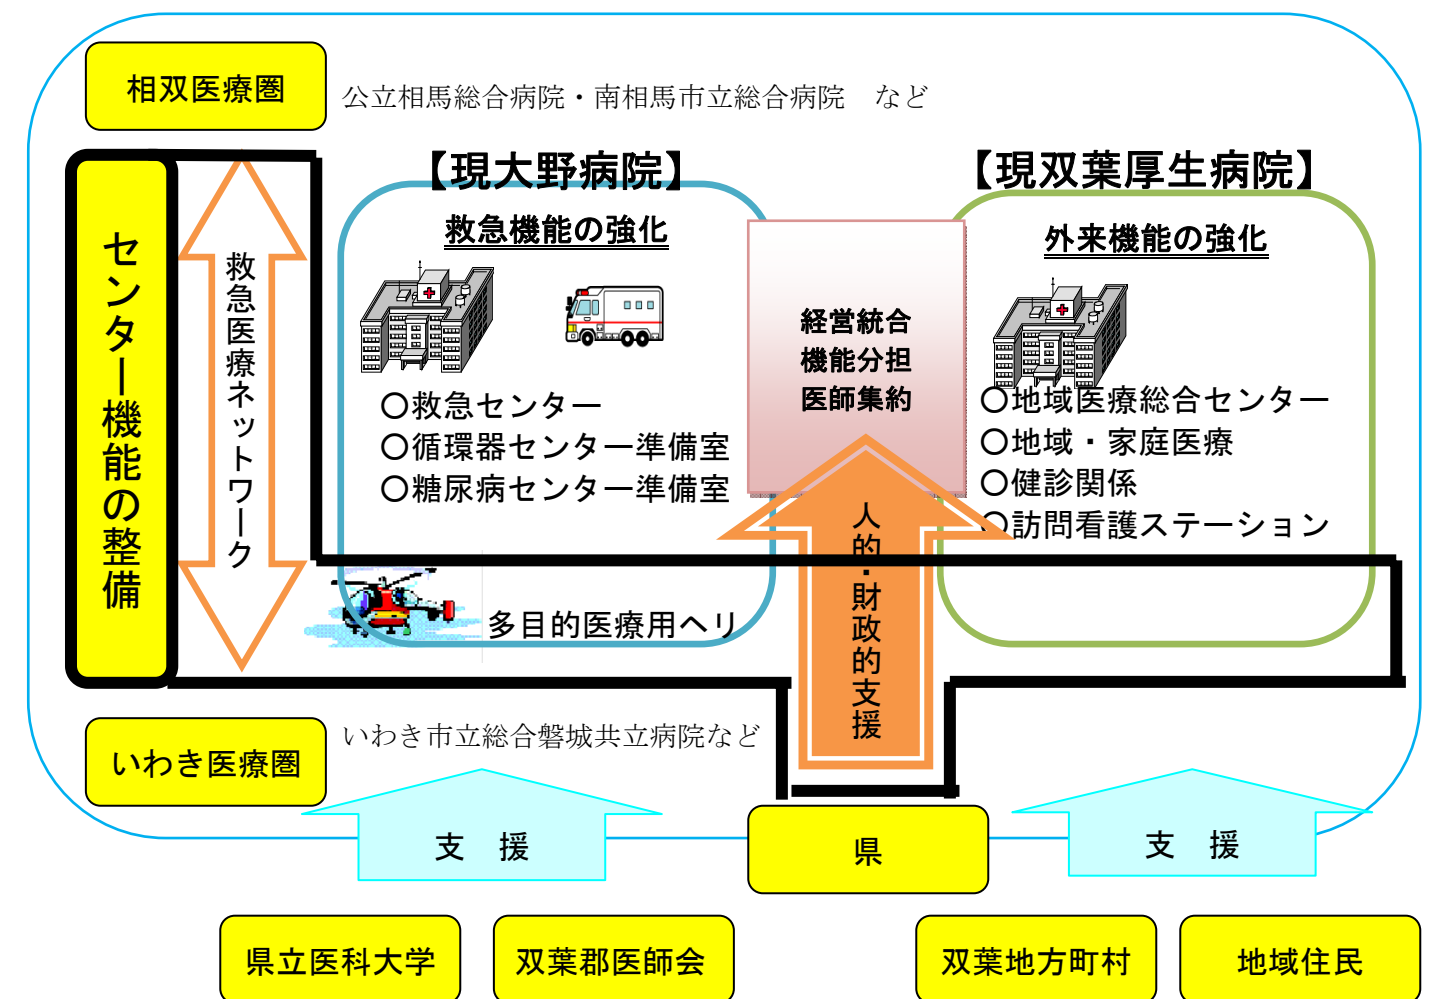 相双医療圏
公立相馬総合病院・南相馬市立総合病院　など
【現大野病院】
【現双葉厚生病院】
センター機能の整備
救急医療ネットワーク
救急機能の強化
外来機能の強化
経営統合
機能分担
医師集約
○救急センター
○循環器センター準備室
○糖尿病センター準備室
○地域医療総合センター
○地域・家庭医療
○健診関係
○訪問看護ステーション
人的・財政的支援
多目的医療用ヘリ
いわき医療圏
いわき市立総合磐城共立病院など
支　援
県
支　援
県立医科大学
双葉郡医師会
双葉地方町村
地域住民